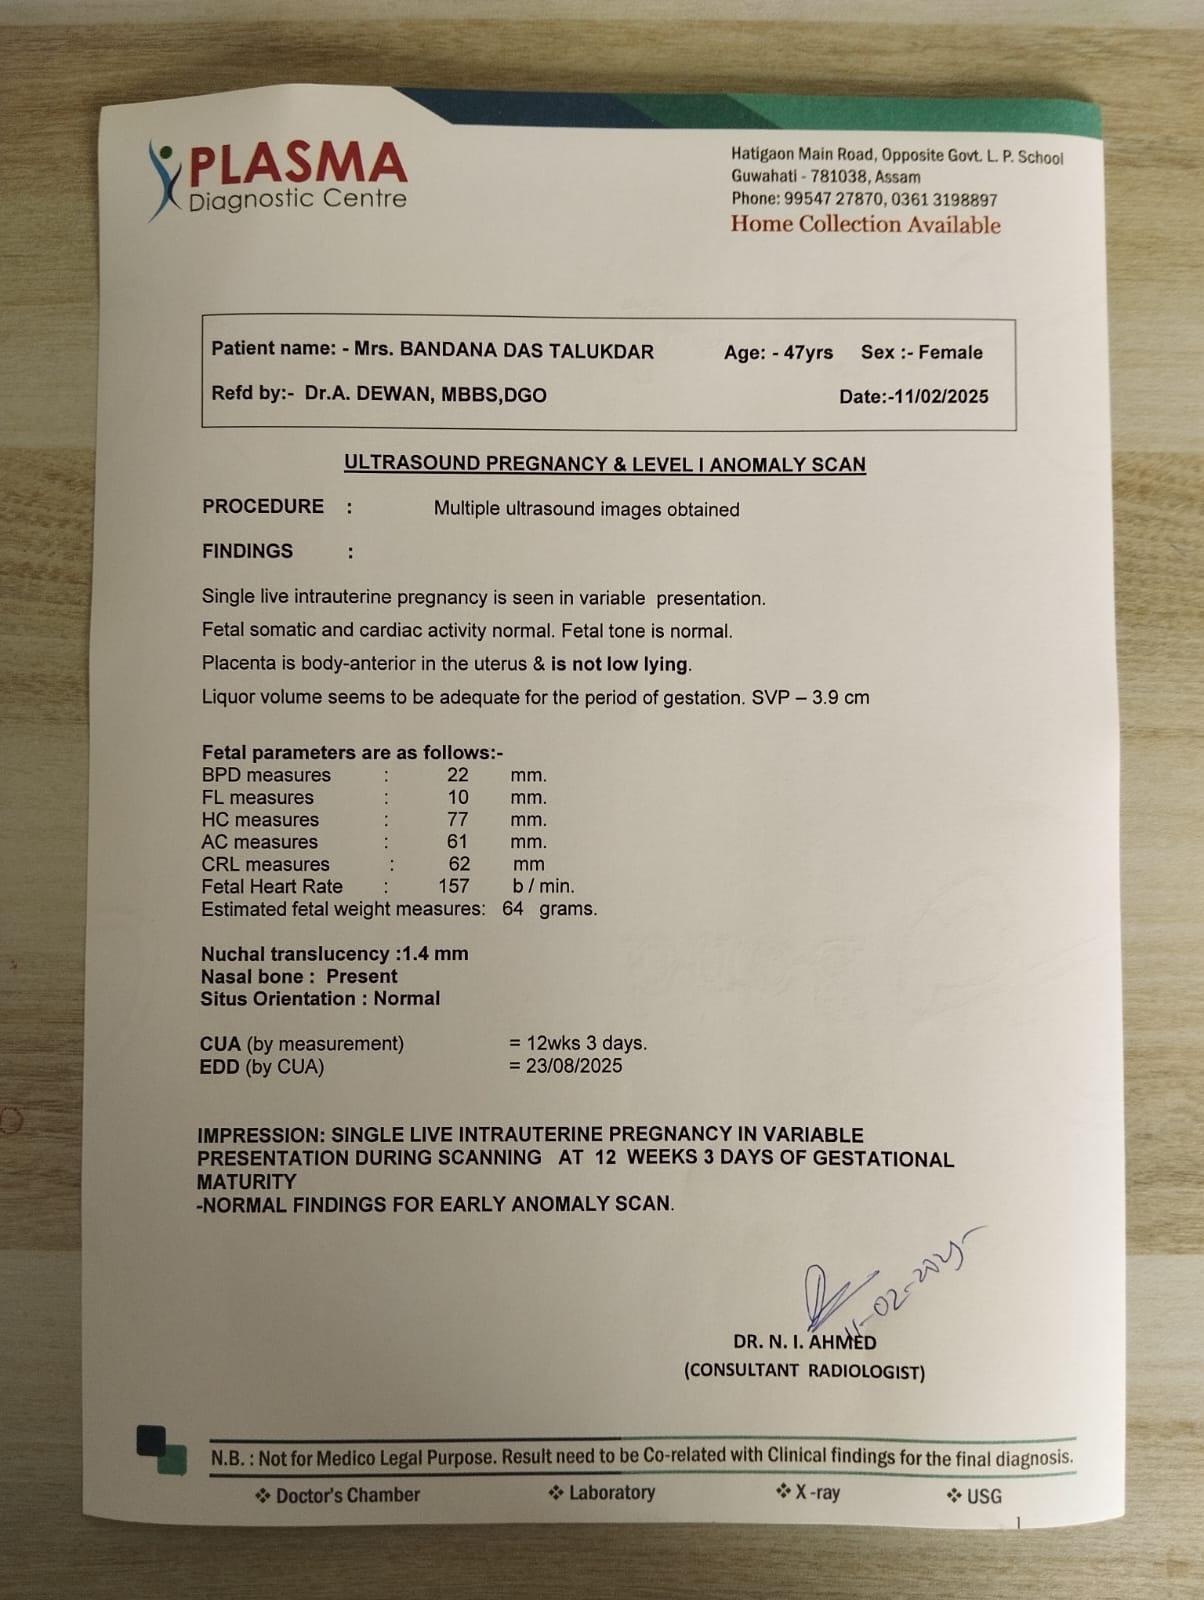 PLASMA
Diagnostic Centre
Hatigaon Main Road, Opposite Govt. L. P. School
Guwahati - 781038, Assam
Phone: 99547 27870, 0361 3198897
Home Collection Available
Patient name: - Mrs. BANDANA DAS TALUKDAR Age: - 47yrs Sex :- Female
Refd by:- Dr.A. DEWAN, MBBS,DGO Date:-11/02/2025
ULTRASOUND PREGNANCY & LEVEL I ANOMALY SCAN
PROCEDURE : Multiple ultrasound images obtained
FINDINGS :
Single live intrauterine pregnancy is seen in variable presentation.
Fetal somatic and cardiac activity normal. Fetal tone is normal.
Placenta is body-anterior in the uterus & is not low lying.
Liquor volume seems to be adequate for the period of gestation. SVP – 3.9 cm
Fetal parameters are as follows:-
BPD measures : 22 mm.
FL measures : 10 mm.
HC measures : 77 mm.
AC measures : 61 mm.
CRL measures : 62 mm
Fetal Heart Rate : 157 b / min.
Estimated fetal weight measures: 64 grams.
Nuchal translucency :1.4 mm
Nasal bone : Present
Situs Orientation : Normal
CUA (by measurement) = 12wks 3 days.
EDD (by CUA) = 23/08/2025
IMPRESSION: SINGLE LIVE INTRAUTERINE PREGNANCY IN VARIABLE
PRESENTATION DURING SCANNING AT 12 WEEKS 3 DAYS OF GESTATIONAL
MATURITY
-NORMAL FINDINGS FOR EARLY ANOMALY SCAN.
11-02-2025
DR. N. I. AHMED
(CONSULTANT RADIOLOGIST)
N.B. : Not for Medico Legal Purpose. Result need to be Co-related with Clinical findings for the final diagnosis.
❖ Doctor's Chamber ❖ Laboratory ❖ X -ray ❖ USG
1